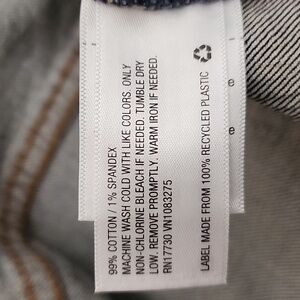 99% COTTON / 1% SPANDEX
MACHINE WASH COLD WITH LIKE COLORS. ONLY
NON-CHLORINE BLEACH IF NEEDED. TUMBLE DRY
LOW. REMOVE PROMPTLY. WARM IRON IF NEEDED.
RN17730 VN1083275
LABEL MADE FROM 100% RECYCLED PLASTIC
e
e